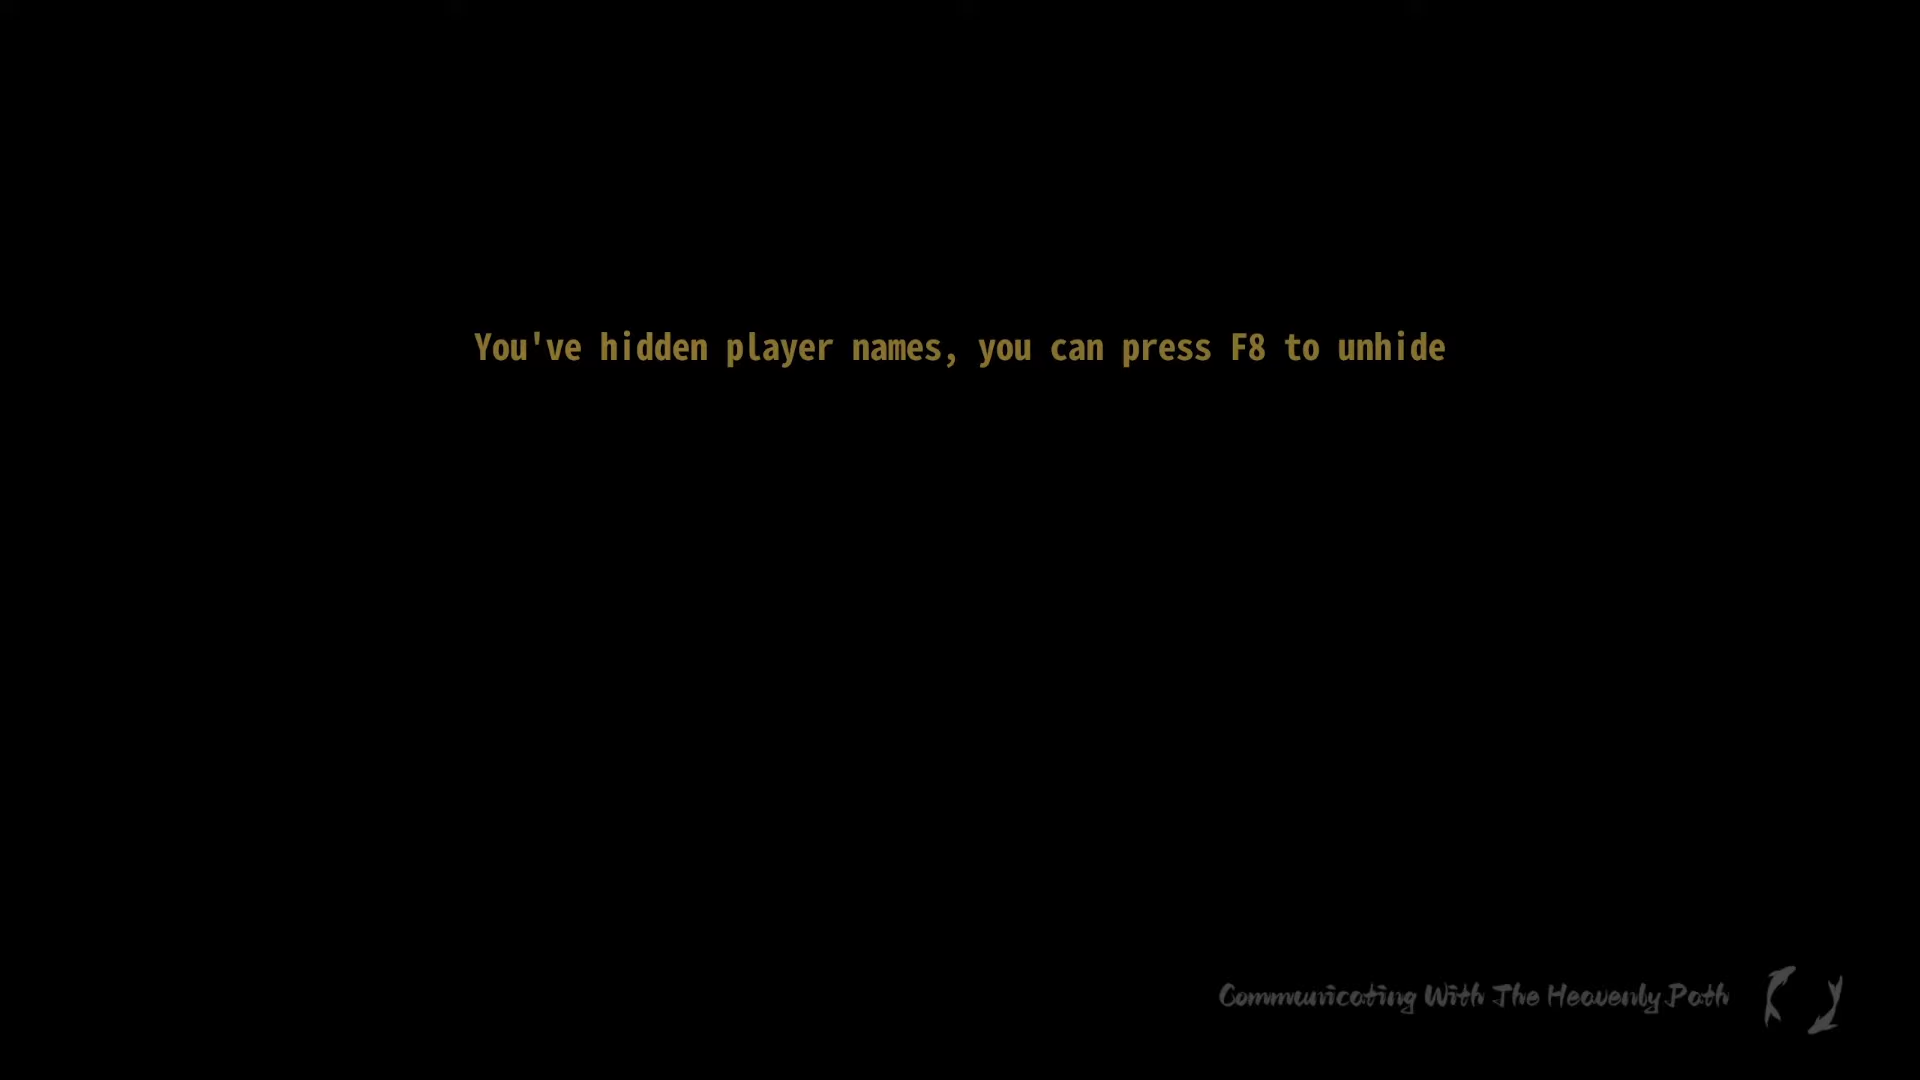 You've hidden player names, you can press F8 to unhide
Communicating With The Heavenly Path